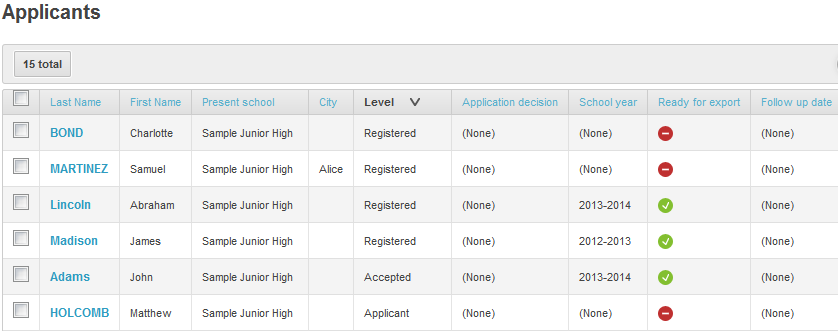 Applicants
15 total
Last Name First Name Present school City Level Application decision School year Ready for export Follow up date
BOND Charlotte Sample Junior High Registered (None) (None) (None)
MARTINEZ Samuel Sample Junior High Alice Registered (None) (None) (None)
Lincoln Abraham Sample Junior High Registered (None) 2013-2014 (None)
Madison James Sample Junior High Registered (None) 2012-2013 (None)
Adams John Sample Junior High Accepted (None) 2013-2014 (None)
HOLCOMB Matthew Sample Junior High Applicant (None) (None) (None)